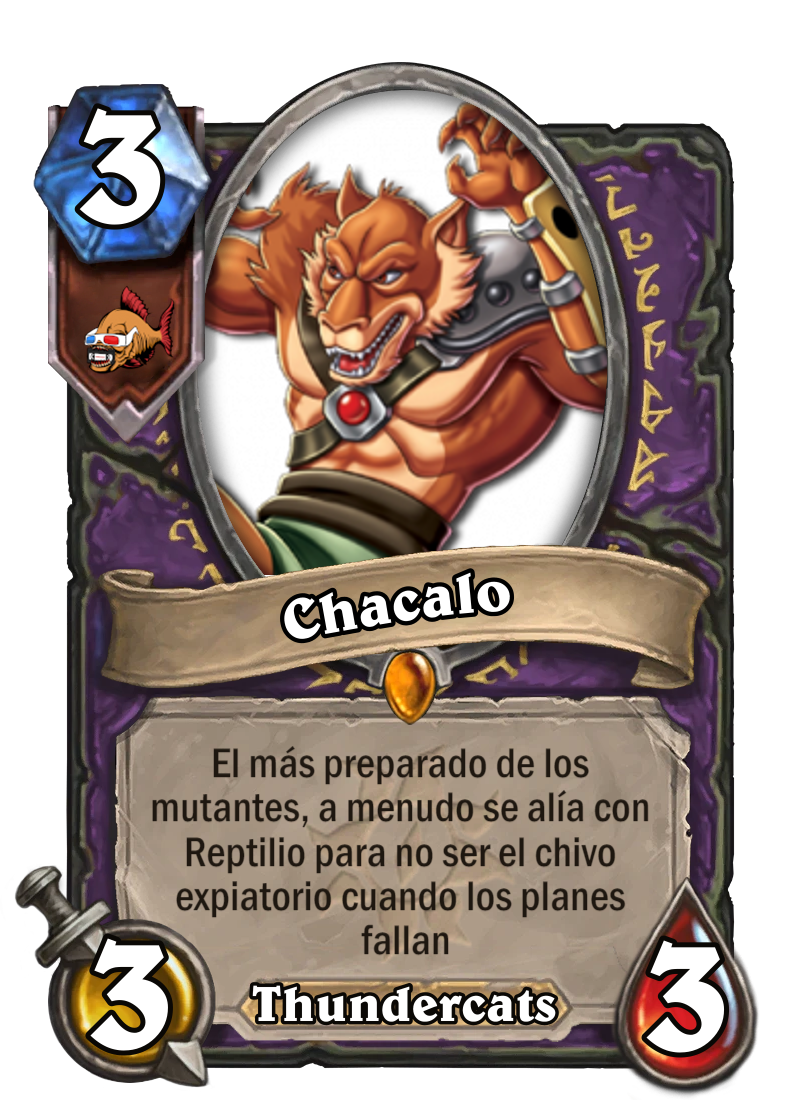 3
Chacalo
El más preparado de los
mutantes, a menudo se alía con
Reptilio para no ser el chivo
expiatorio cuando los planes
fallan
3
Thundercats
3